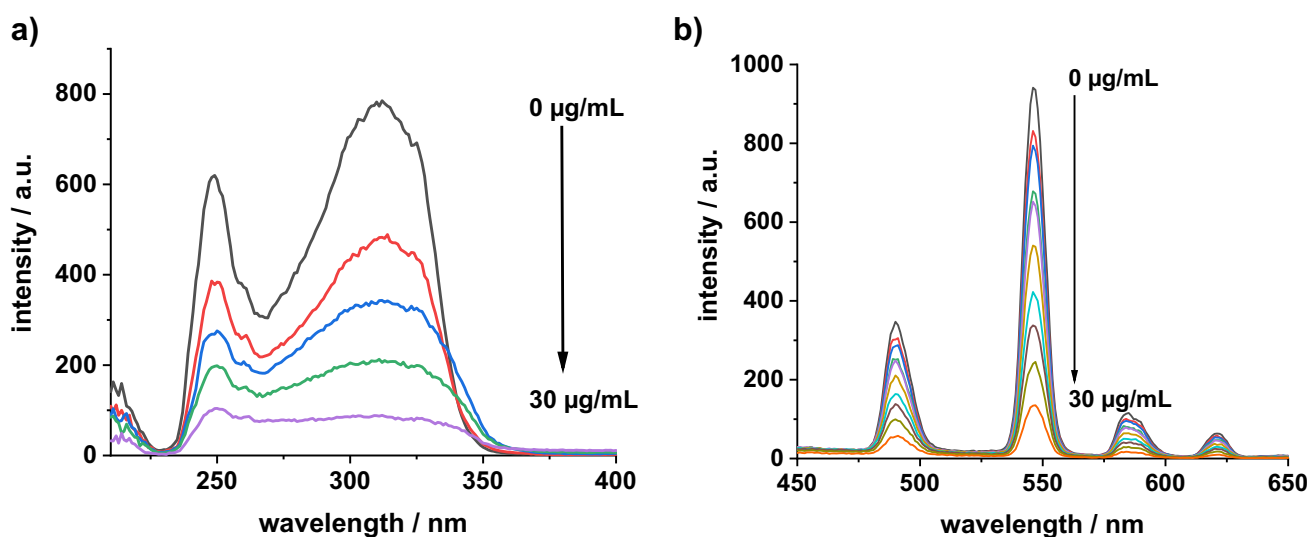 a)
800
600
400
200
0
250
300
350
400
intensity / a.u.
wavelength / nm
0 µg/mL
30 µg/mL
b)
1000
800
600
400
200
0
450
500
550
600
650
intensity / a.u.
wavelength / nm
0 µg/mL
30 µg/mL